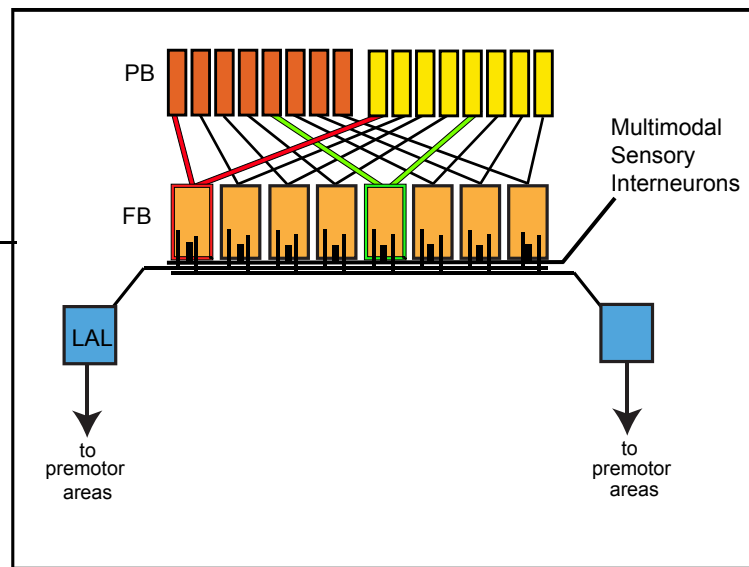 PB
Multimodal
Sensory
Interneurons
FB
LAL
to
premotor
areas
to
premotor
areas